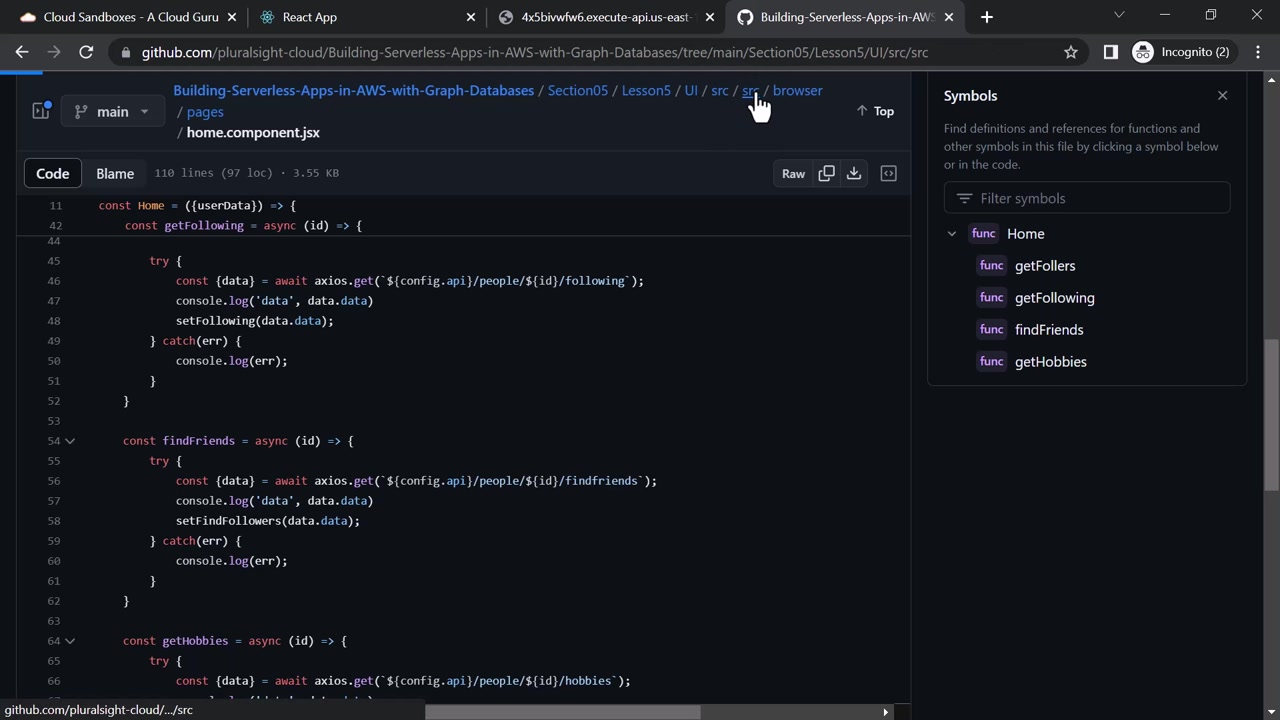 Cloud Sandboxes - A Cloud Guru
React App
4x5bivwfw6.execute-api.us-east-
Building-Serverless-Apps-in-AWS
github.com/pluralsight-cloud/Building-Serverless-Apps-in-AWS-with-Graph-Databases/tree/main/Section05/Lesson5/UI/src/src
Incognito (2)
main
Building-Serverless-Apps-in-AWS-with-Graph-Databases / Section05 / Lesson5 / UI / src / src / browser
/ pages
/ home.component.jsx
Top
Code Blame 110 lines (97 loc) · 3.55 KB
Raw
11 const Home = ({userData}) => {
42 const getFollowing = async (id) => {
44
45 try {
46 const {data} = await axios.get(`${config.api}/people/${id}/following`);
47 console.log('data', data.data)
48 setFollowing(data.data);
49 } catch(err) {
50 console.log(err);
51 }
52 }
53
54 const findFriends = async (id) => {
55 try {
56 const {data} = await axios.get(`${config.api}/people/${id}/findfriends`);
57 console.log('data', data.data)
58 setFindFollowers(data.data);
59 } catch(err) {
60 console.log(err);
61 }
62 }
63
64 const getHobbies = async (id) => {
65 try {
66 const {data} = await axios.get(`${config.api}/people/${id}/hobbies`);
Symbols
Find definitions and references for functions and
other symbols in this file by clicking a symbol below
or in the code.
Filter symbols
func Home
func getFollers
func getFollowing
func findFriends
func getHobbies
github.com/pluralsight-cloud/.../src